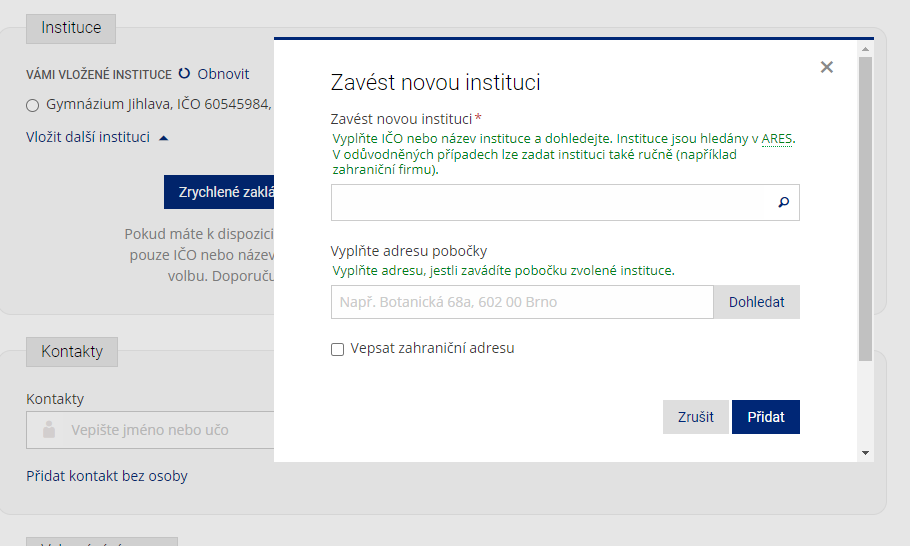 Instituce
VÁMI VLOŽENÉ INSTITUCE Obnovit
Gymnázium Jihlava, IČO 60545984,
Vložit další instituci
Zrychlené
Pokud máte k dispozici
pouze IČO nebo název
volbu.
Kontakty
Kontakty
Vepište jméno nebo učo
Přidat kontakt bez osoby
Zavést novou instituci
Zavést novou instituci*
Vyplňte IČO nebo název instituce a dohledejte. Instituce jsou hledány v ARES.
V odůvodněných případech lze zadat instituci také ručně (například
zahraniční firmu).
Vyplňte adresu pobočky
Vyplňte adresu, jestli zavádíte pobočku zvolené instituce.
Např. Botanická 68a, 602 00 Brno
Dohledat
Vepsat zahraniční adresu
Zrušit
Přidat